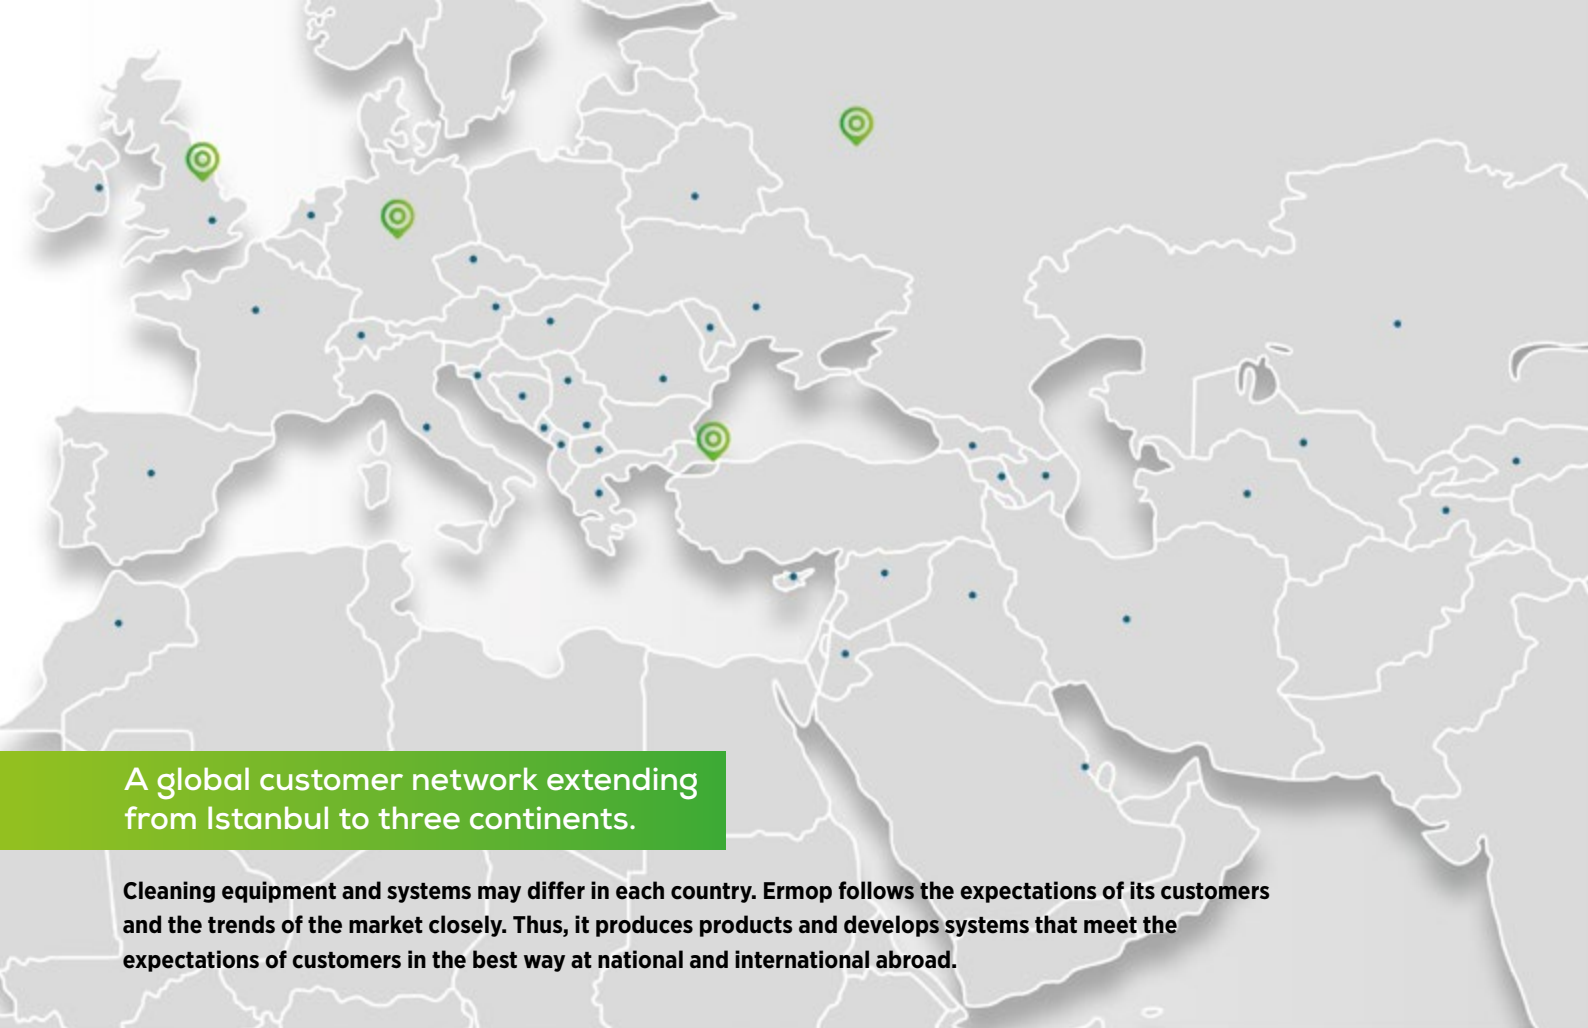 A global customer network extending
from Istanbul to three continents.
Cleaning equipment and systems may differ in each country. Ermop follows the expectations of its customers
and the trends of the market closely. Thus, it produces products and develops systems that meet the
expectations of customers in the best way at national and international abroad.